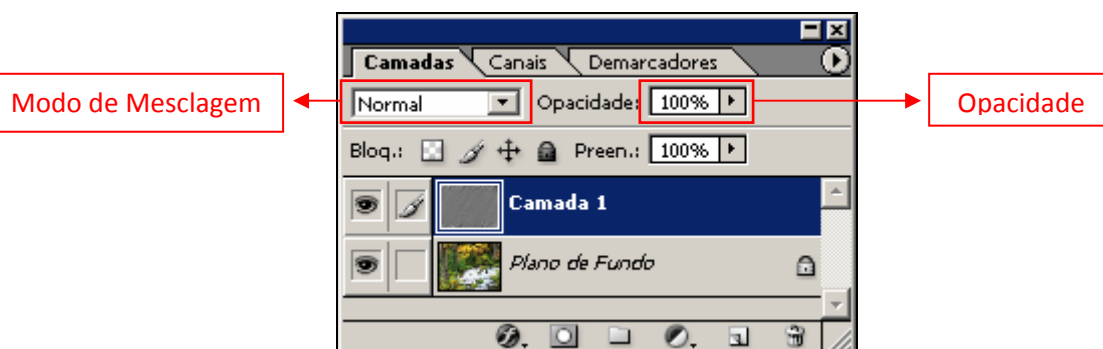 Camadas Canais Demarcadores
Modo de Mesclagem Normal Opacidade: 100% Opacidade
Bloq.: Preen.: 100%
Camada 1
Plano de Fundo